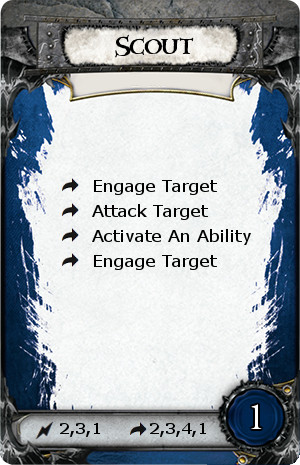 Scout
Engage Target
Attack Target
Activate An Ability
Engage Target
2,3,1 2,3,4,1
1